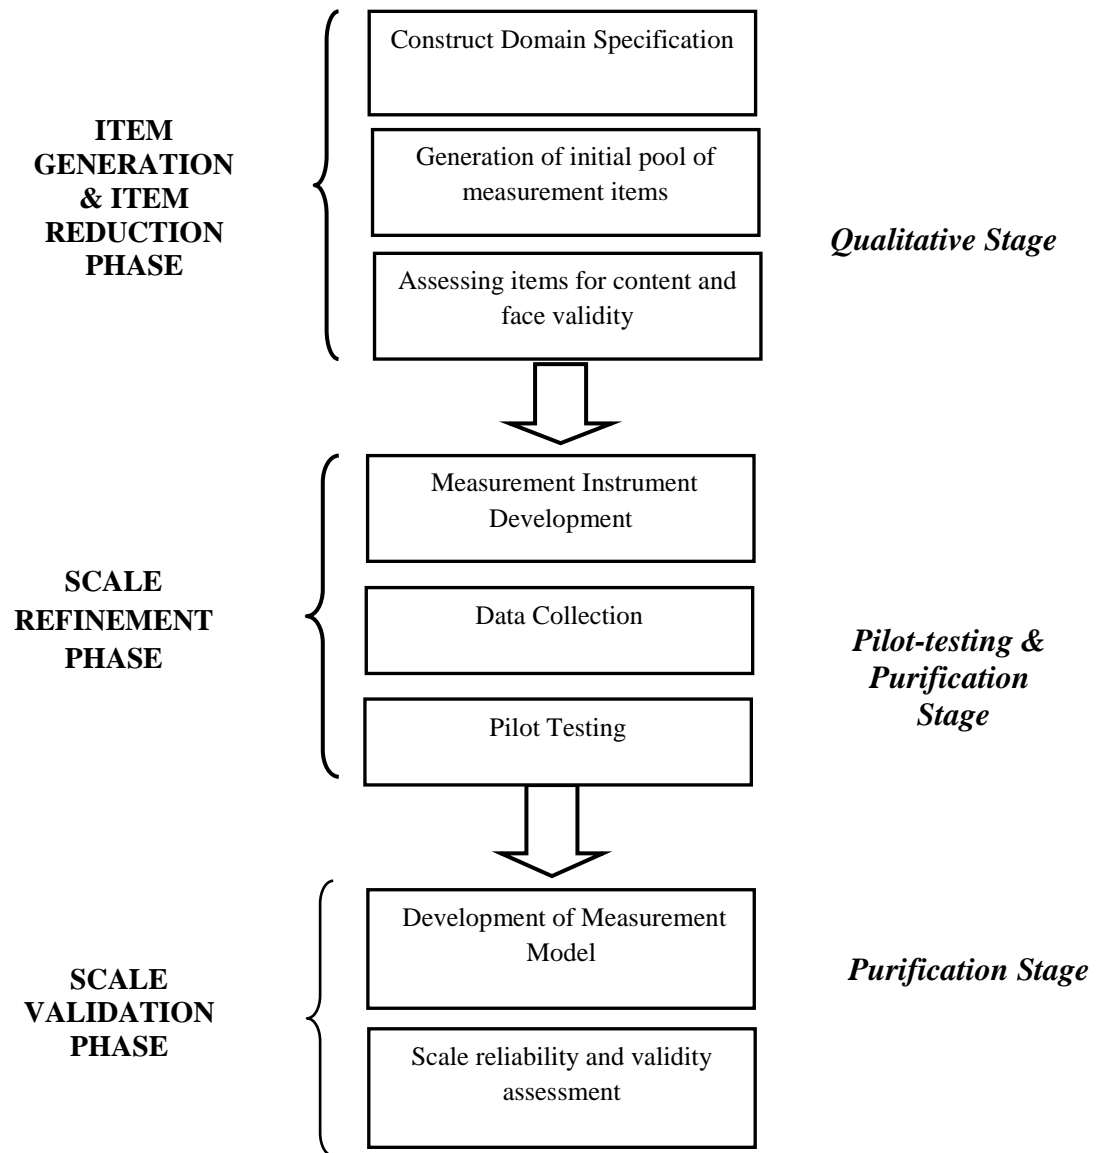 Construct Domain Specification
ITEM
GENERATION
& ITEM
REDUCTION
PHASE
Generation of initial pool of
measurement items
Qualitative Stage
Assessing items for content and
face validity
Measurement Instrument
Development
SCALE
REFINEMENT
PHASE
Data Collection
Pilot-testing &
Purification
Stage
Pilot Testing
Development of Measurement
Model
SCALE
VALIDATION
PHASE
Purification Stage
Scale reliability and validity
assessment